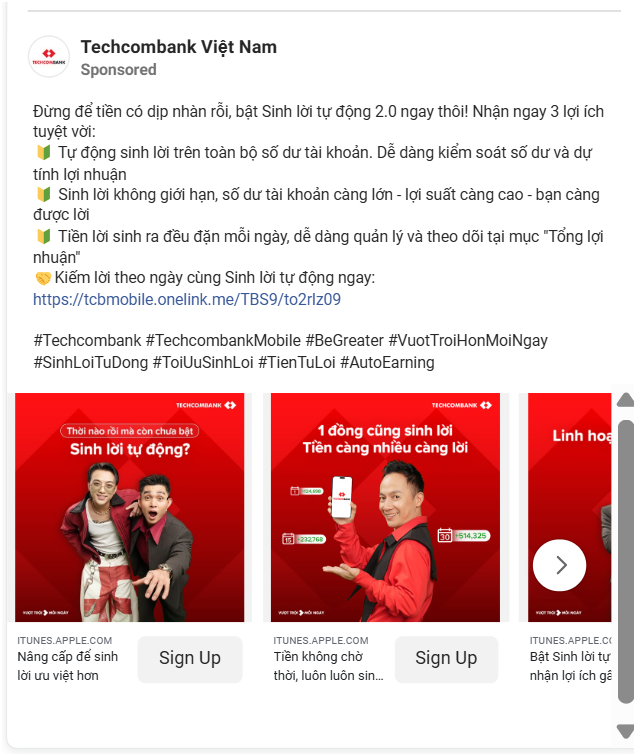 Techcombank Việt Nam
TECHCOMBANK
Sponsored
Đừng để tiền có dịp nhàn rỗi, bật Sinh lời tự động 2.0 ngay thôi! Nhận ngay 3 lợi ích
tuyệt vời:
🔰 Tự động sinh lời trên toàn bộ số dư tài khoản. Dễ dàng kiểm soát số dư và dự
tính lợi nhuận
🔰 Sinh lời không giới hạn, số dư tài khoản càng lớn - lợi suất càng cao - bạn càng
được lời
🔰 Tiền lời sinh ra đều đặn mỗi ngày, dễ dàng quản lý và theo dõi tại mục "Tổng lợi
nhuận"
🤝Kiếm lời theo ngày cùng Sinh lời tự động ngay:
https://tcbmobile.onelink.me/TBS9/to2rlz09
#Techcombank #TechcombankMobile #BeGreater #VuotTroiHonMoiNgay
#SinhLoiTuDong #ToiUuSinhLoi #TienTuLoi #AutoEarning
TECHCOMBANK
Thời nào rồi mà còn chưa bật
Sinh lời tự động?
VƯỢT TRỘI MỖI NGÀY
ITUNES.APPLE.COM
Nâng cấp để sinh
lời ưu việt hơn
Sign Up
TECHCOMBANK
1 đồng cũng sinh lời
Tiền càng nhiều càng lời
1
TECHCOMBANK
15 +232,768
30 +514,325
VƯỢT TRỘI MỖI NGÀY
ITUNES.APPLE.COM
Tiền không chờ
thời, luôn luôn sin...
Sign Up
Linh hoạ
VƯỢT TRỘI MỖI NGÀY
ITUNES.APPLE.CO
Bật Sinh lời tự
nhận lợi ích gấ